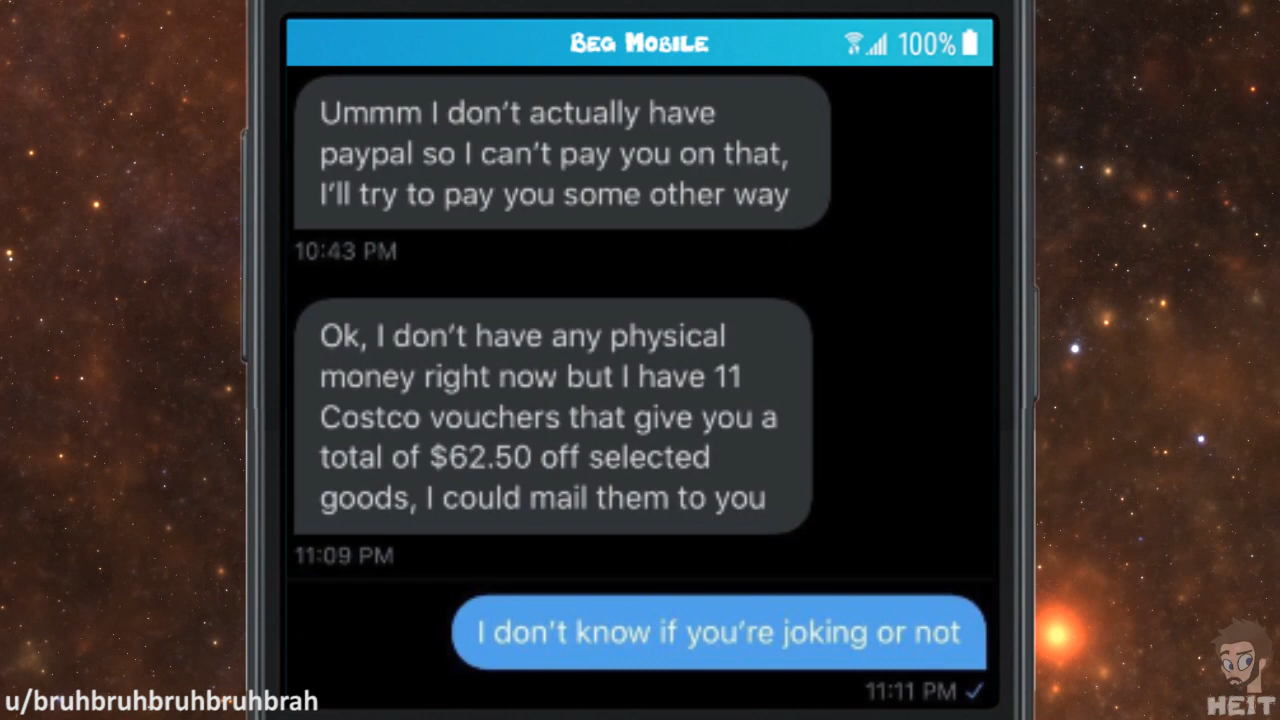 BEG MOBILE
100%
Ummm I don't actually have
paypal so I can't pay you on that,
I'll try to pay you some other way
10:43 PM
Ok, I don't have any physical
money right now but I have 11
Costco vouchers that give you a
total of $62.50 off selected
goods, I could mail them to you
11:09 PM
I don't know if you're joking or not
11:11 PM
u/bruhbruhbruhbruhbrah
HEIT